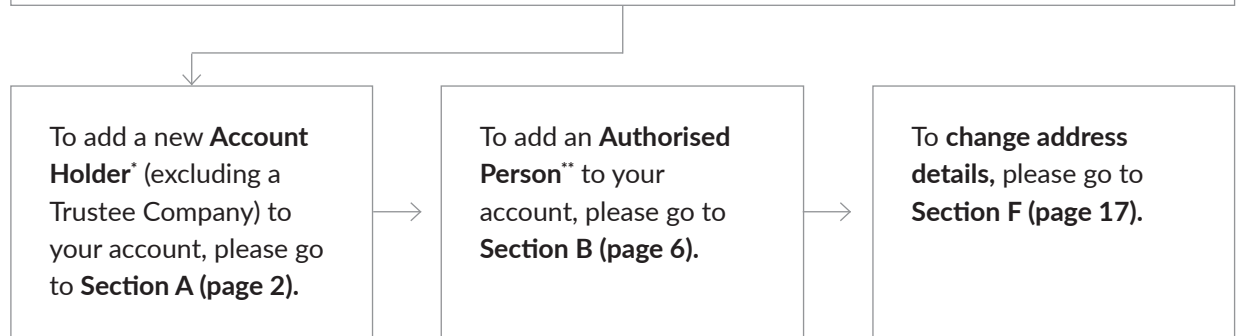 To add a new Account
Holder* (excluding a
Trustee Company) to
your account, please go
to Section A (page 2).
To add an Authorised
Person** to your
account, please go to
Section B (page 6).
To change address
details, please go to
Section F (page 17).